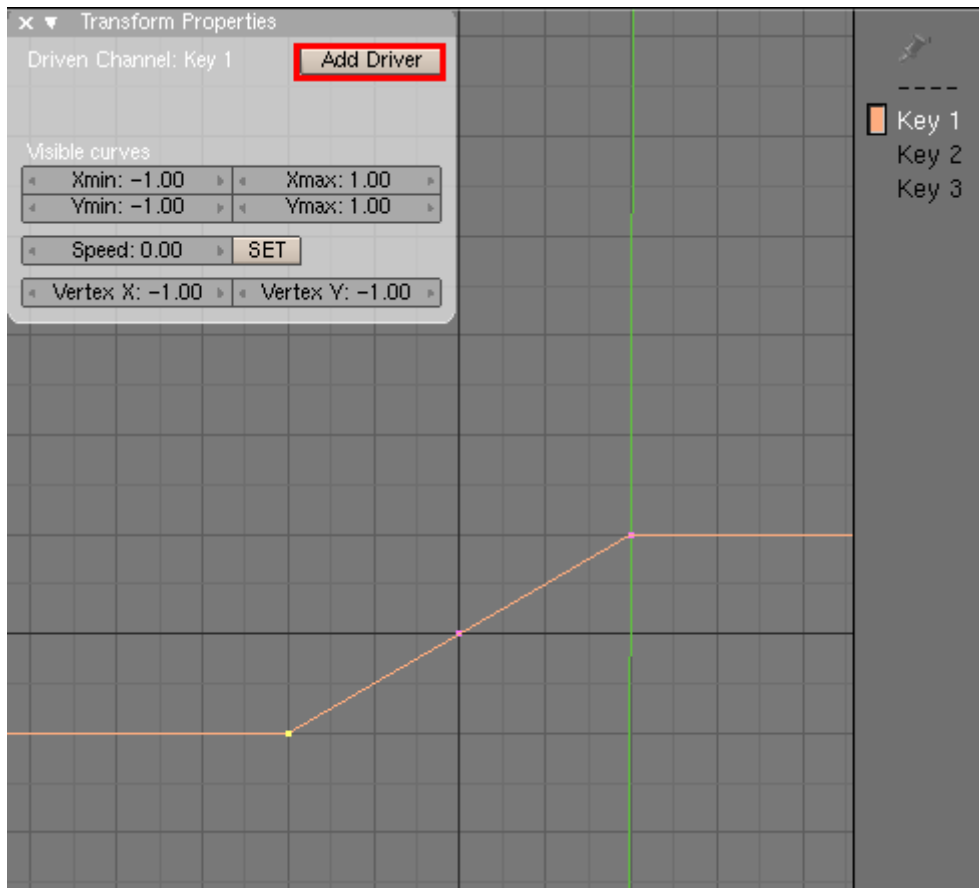 Transform Properties
Driven Channel: Key 1 Add Driver
Visible curves
Xmin: -1.00 Xmax: 1.00
Ymin: -1.00 Ymax: 1.00
Speed: 0.00 SET
Vertex X: -1.00 Vertex Y: -1.00
----
Key 1
Key 2
Key 3